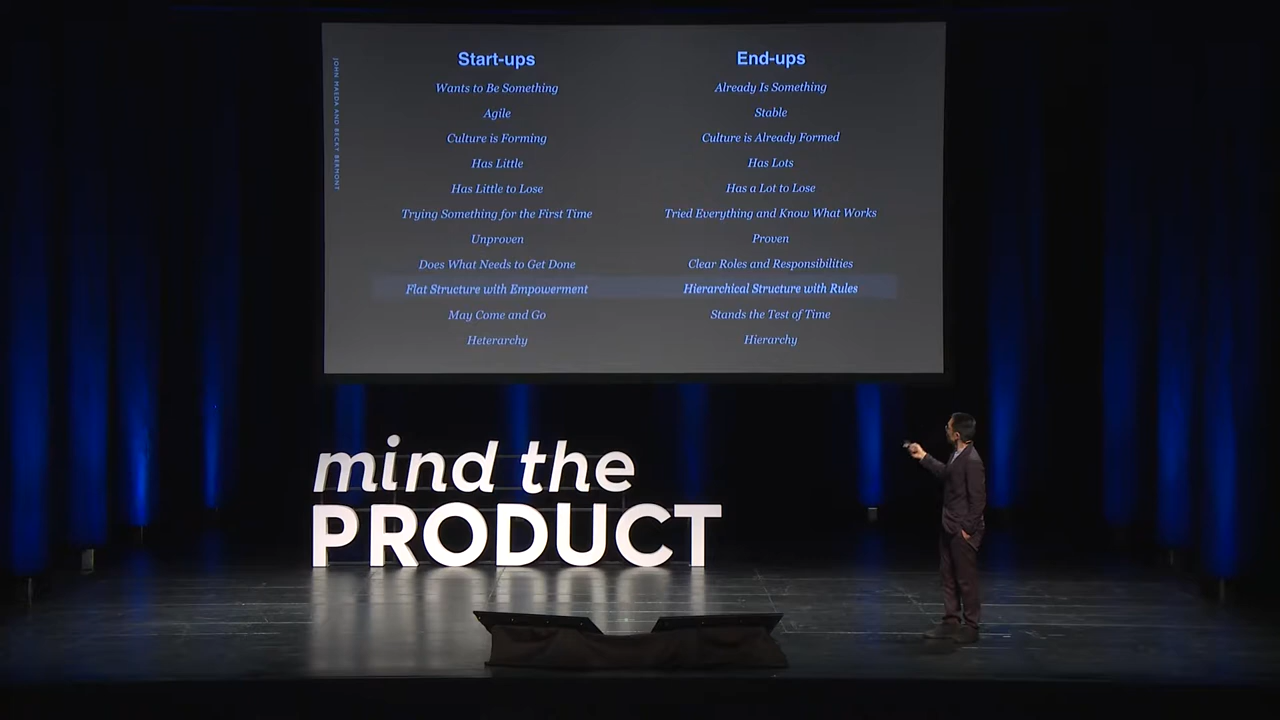 JOHN MAEDA AND BECKY BERMONT
Start-ups End-ups
Wants to Be Something Already Is Something
Agile Stable
Culture is Forming Culture is Already Formed
Has Little Has Lots
Has Little to Lose Has a Lot to Lose
Trying Something for the First Time Tried Everything and Know What Works
Unproven Proven
Does What Needs to Get Done Clear Roles and Responsibilities
Flat Structure with Empowerment Hierarchical Structure with Rules
May Come and Go Stands the Test of Time
Heterarchy Hierarchy
mind the
PRODUCT